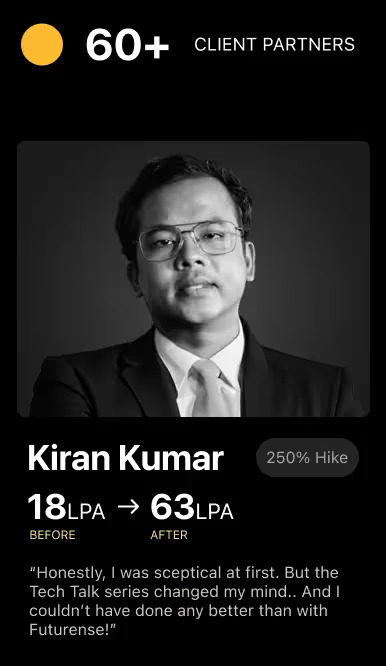 60+ CLIENT PARTNERS
Kiran Kumar 250% Hike
18LPA → 63LPA
BEFORE AFTER
“Honestly, I was sceptical at first. But the
Tech Talk series changed my mind.. And I
couldn’t have done any better than with
Futurense!”